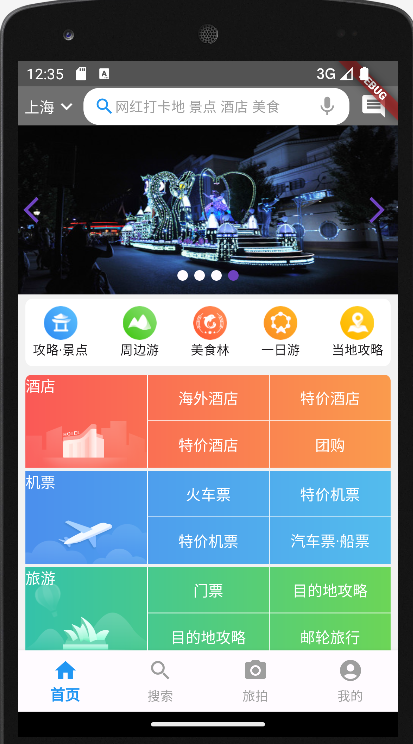 12:35 A 3G
DEBUG
上海 网红打卡地 景点 酒店 美食
攻略·景点 周边游 美食林 一日游 当地攻略
酒店 海外酒店 特价酒店
特价酒店 团购
机票 火车票 特价机票
特价机票 汽车票·船票
旅游 门票 目的地攻略
目的地攻略 邮轮旅行
首页 搜索 旅拍 我的